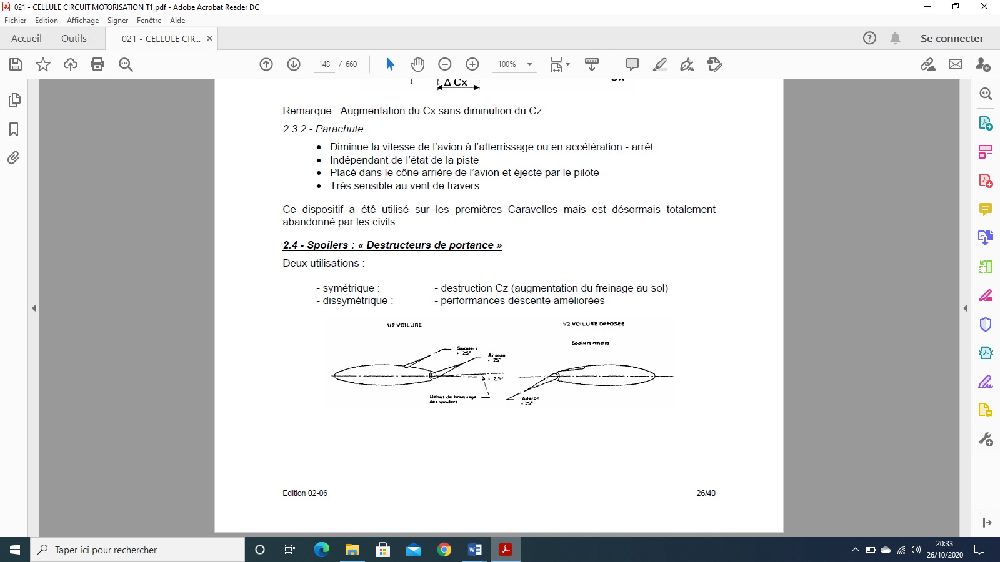 021 - CELLULE CIRCUIT MOTORISATION T1.pdf - Adobe Acrobat Reader DC
Fichier Edition Affichage Signer Fenêtre Aide
Accueil Outils 021 - CELLULE CIR... × Se connecter
148 / 660 100%
Δ Cx
Remarque : Augmentation du Cx sans diminution du Cz
2.3.2 - Parachute
• Diminue la vitesse de l'avion à l'atterrissage ou en accélération - arrêt
• Indépendant de l'état de la piste
• Placé dans le cône arrière de l'avion et éjecté par le pilote
• Très sensible au vent de travers
Ce dispositif a été utilisé sur les premières Caravelles mais est désormais totalement
abandonné par les civils.
2.4 - Spoilers : « Destructeurs de portance »
Deux utilisations :
- symétrique : - destruction Cz (augmentation du freinage au sol)
- dissymétrique : - performances descente améliorées
1/2 VOILURE
1/2 VOILURE OPPOSEE
Spoilers
+ 25°
Aileron
+ 25°
+ 2,5°
Début de braquage
des spoilers
Spoilers rentres
Aileron
- 25°
Edition 02-06 26/40
Taper ici pour rechercher
20:33
26/10/2020